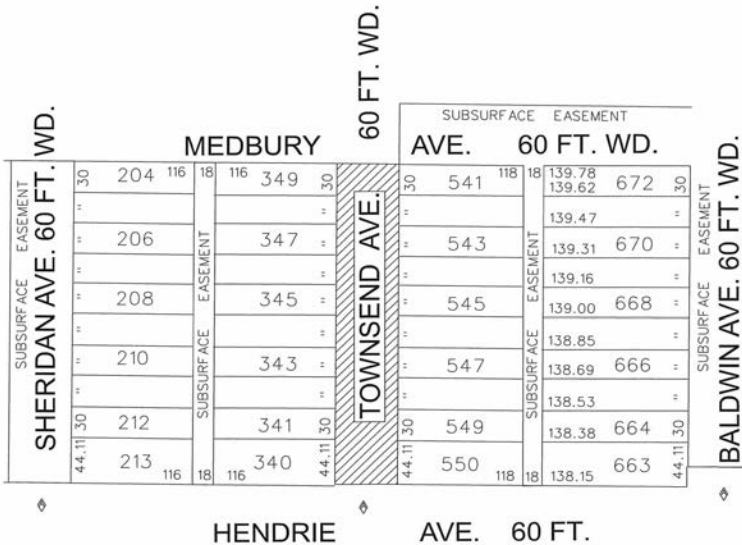 60 FT. WD.
SUBSURFACE EASEMENT
MEDBURY AVE. 60 FT. WD.
SUBSURFACE EASEMENT
SHERIDAN AVE. 60 FT. WD.
30 204 116 18 116 349 30
"
"
" 206 347 "
"
"
" 208 345 "
"
"
" 210 343 "
"
"
30 212 341 30
44.11 213 116 18 116 340 44.11
SUBSURFACE EASEMENT
TOWNSEND AVE.
30 541 118 18 139.78
139.62 672 30
" 139.47 "
" 543 139.31 670 "
" 139.16 "
" 545 139.00 668 "
" 138.85 "
" 547 138.69 666 "
" 138.53 "
30 549 138.38 664 30
44.11 550 118 18 138.15 663 44.11
SUBSURFACE EASEMENT
SUBSURFACE EASEMENT
BALDWIN AVE. 60 FT. WD.
HENDRIE AVE. 60 FT.